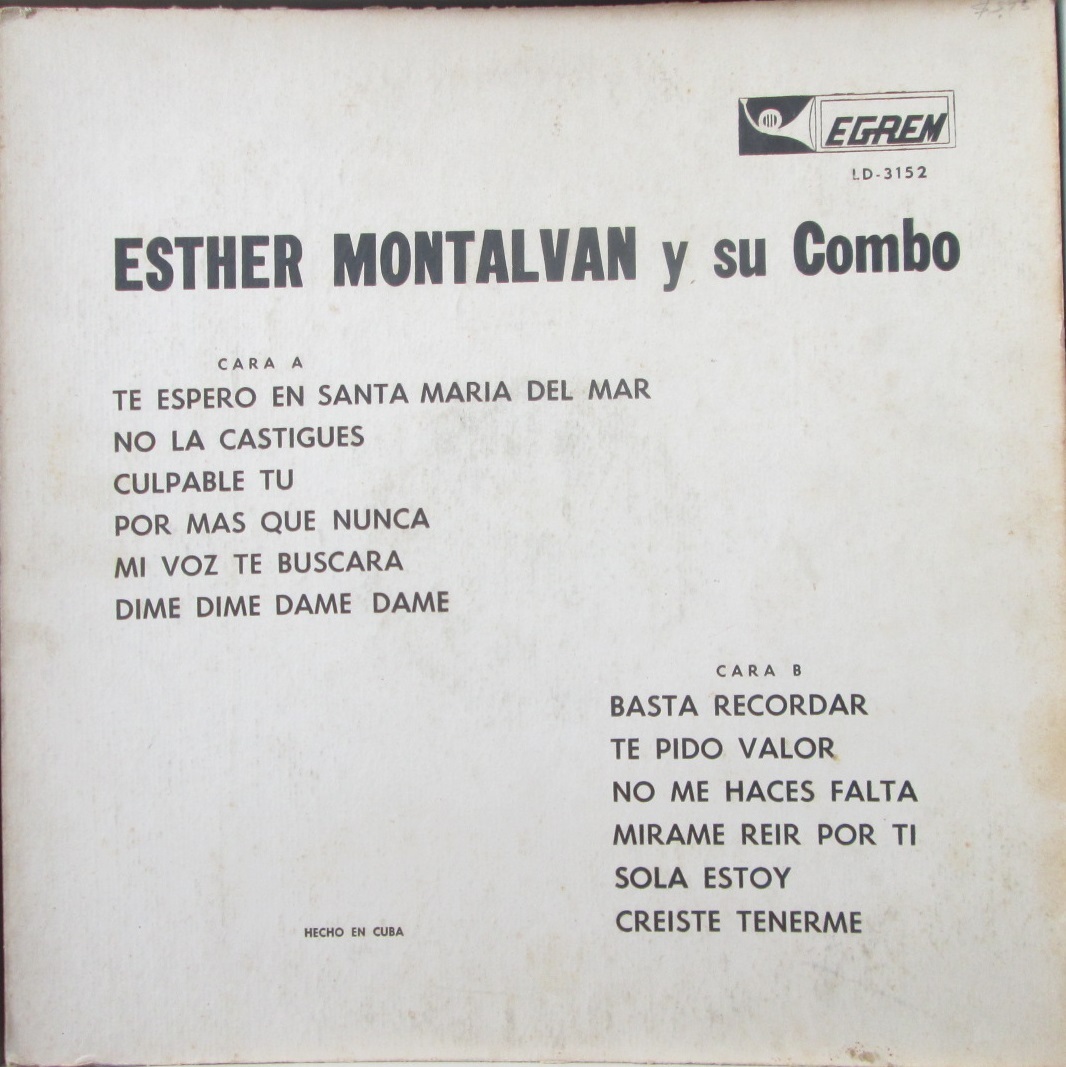 EGREM
LD-3152
ESTHER MONTALVAN y su Combo
CARA A
TE ESPERO EN SANTA MARIA DEL MAR
NO LA CASTIGUES
CULPABLE TU
POR MAS QUE NUNCA
MI VOZ TE BUSCARA
DIME DIME DAME DAME
CARA B
BASTA RECORDAR
TE PIDO VALOR
NO ME HACES FALTA
MIRAME REIR POR TI
SOLA ESTOY
CREISTE TENERME
HECHO EN CUBA